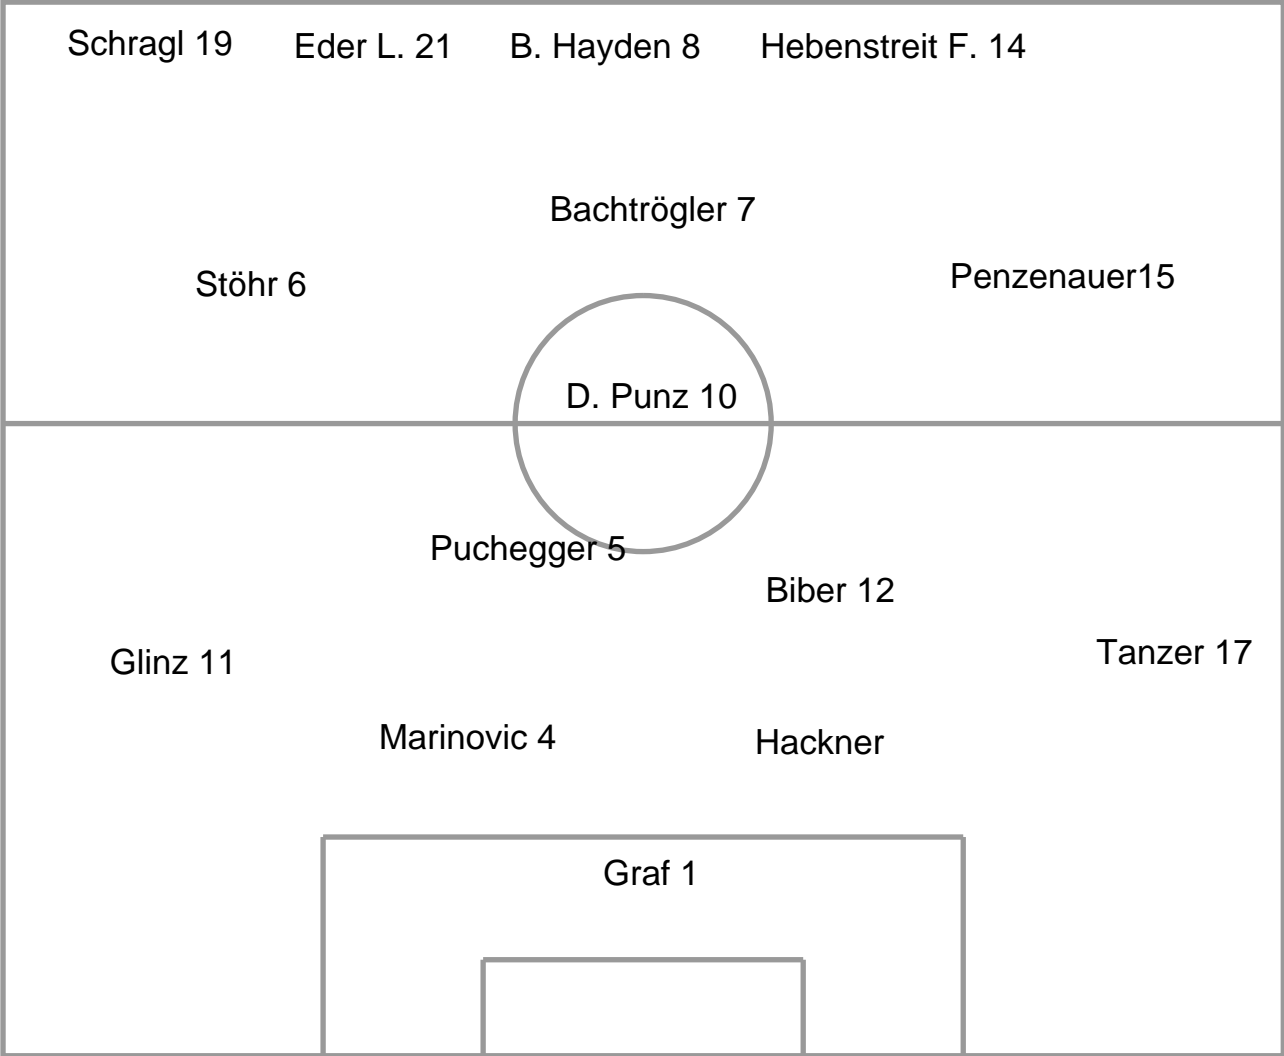 Schragl 19 Eder L. 21 B. Hayden 8 Hebenstreit F. 14
Bachtrögler 7
Stöhr 6 Penzenauer15
D. Punz 10
Puchegger 5
Biber 12
Glinz 11 Tanzer 17
Marinovic 4 Hackner
Graf 1